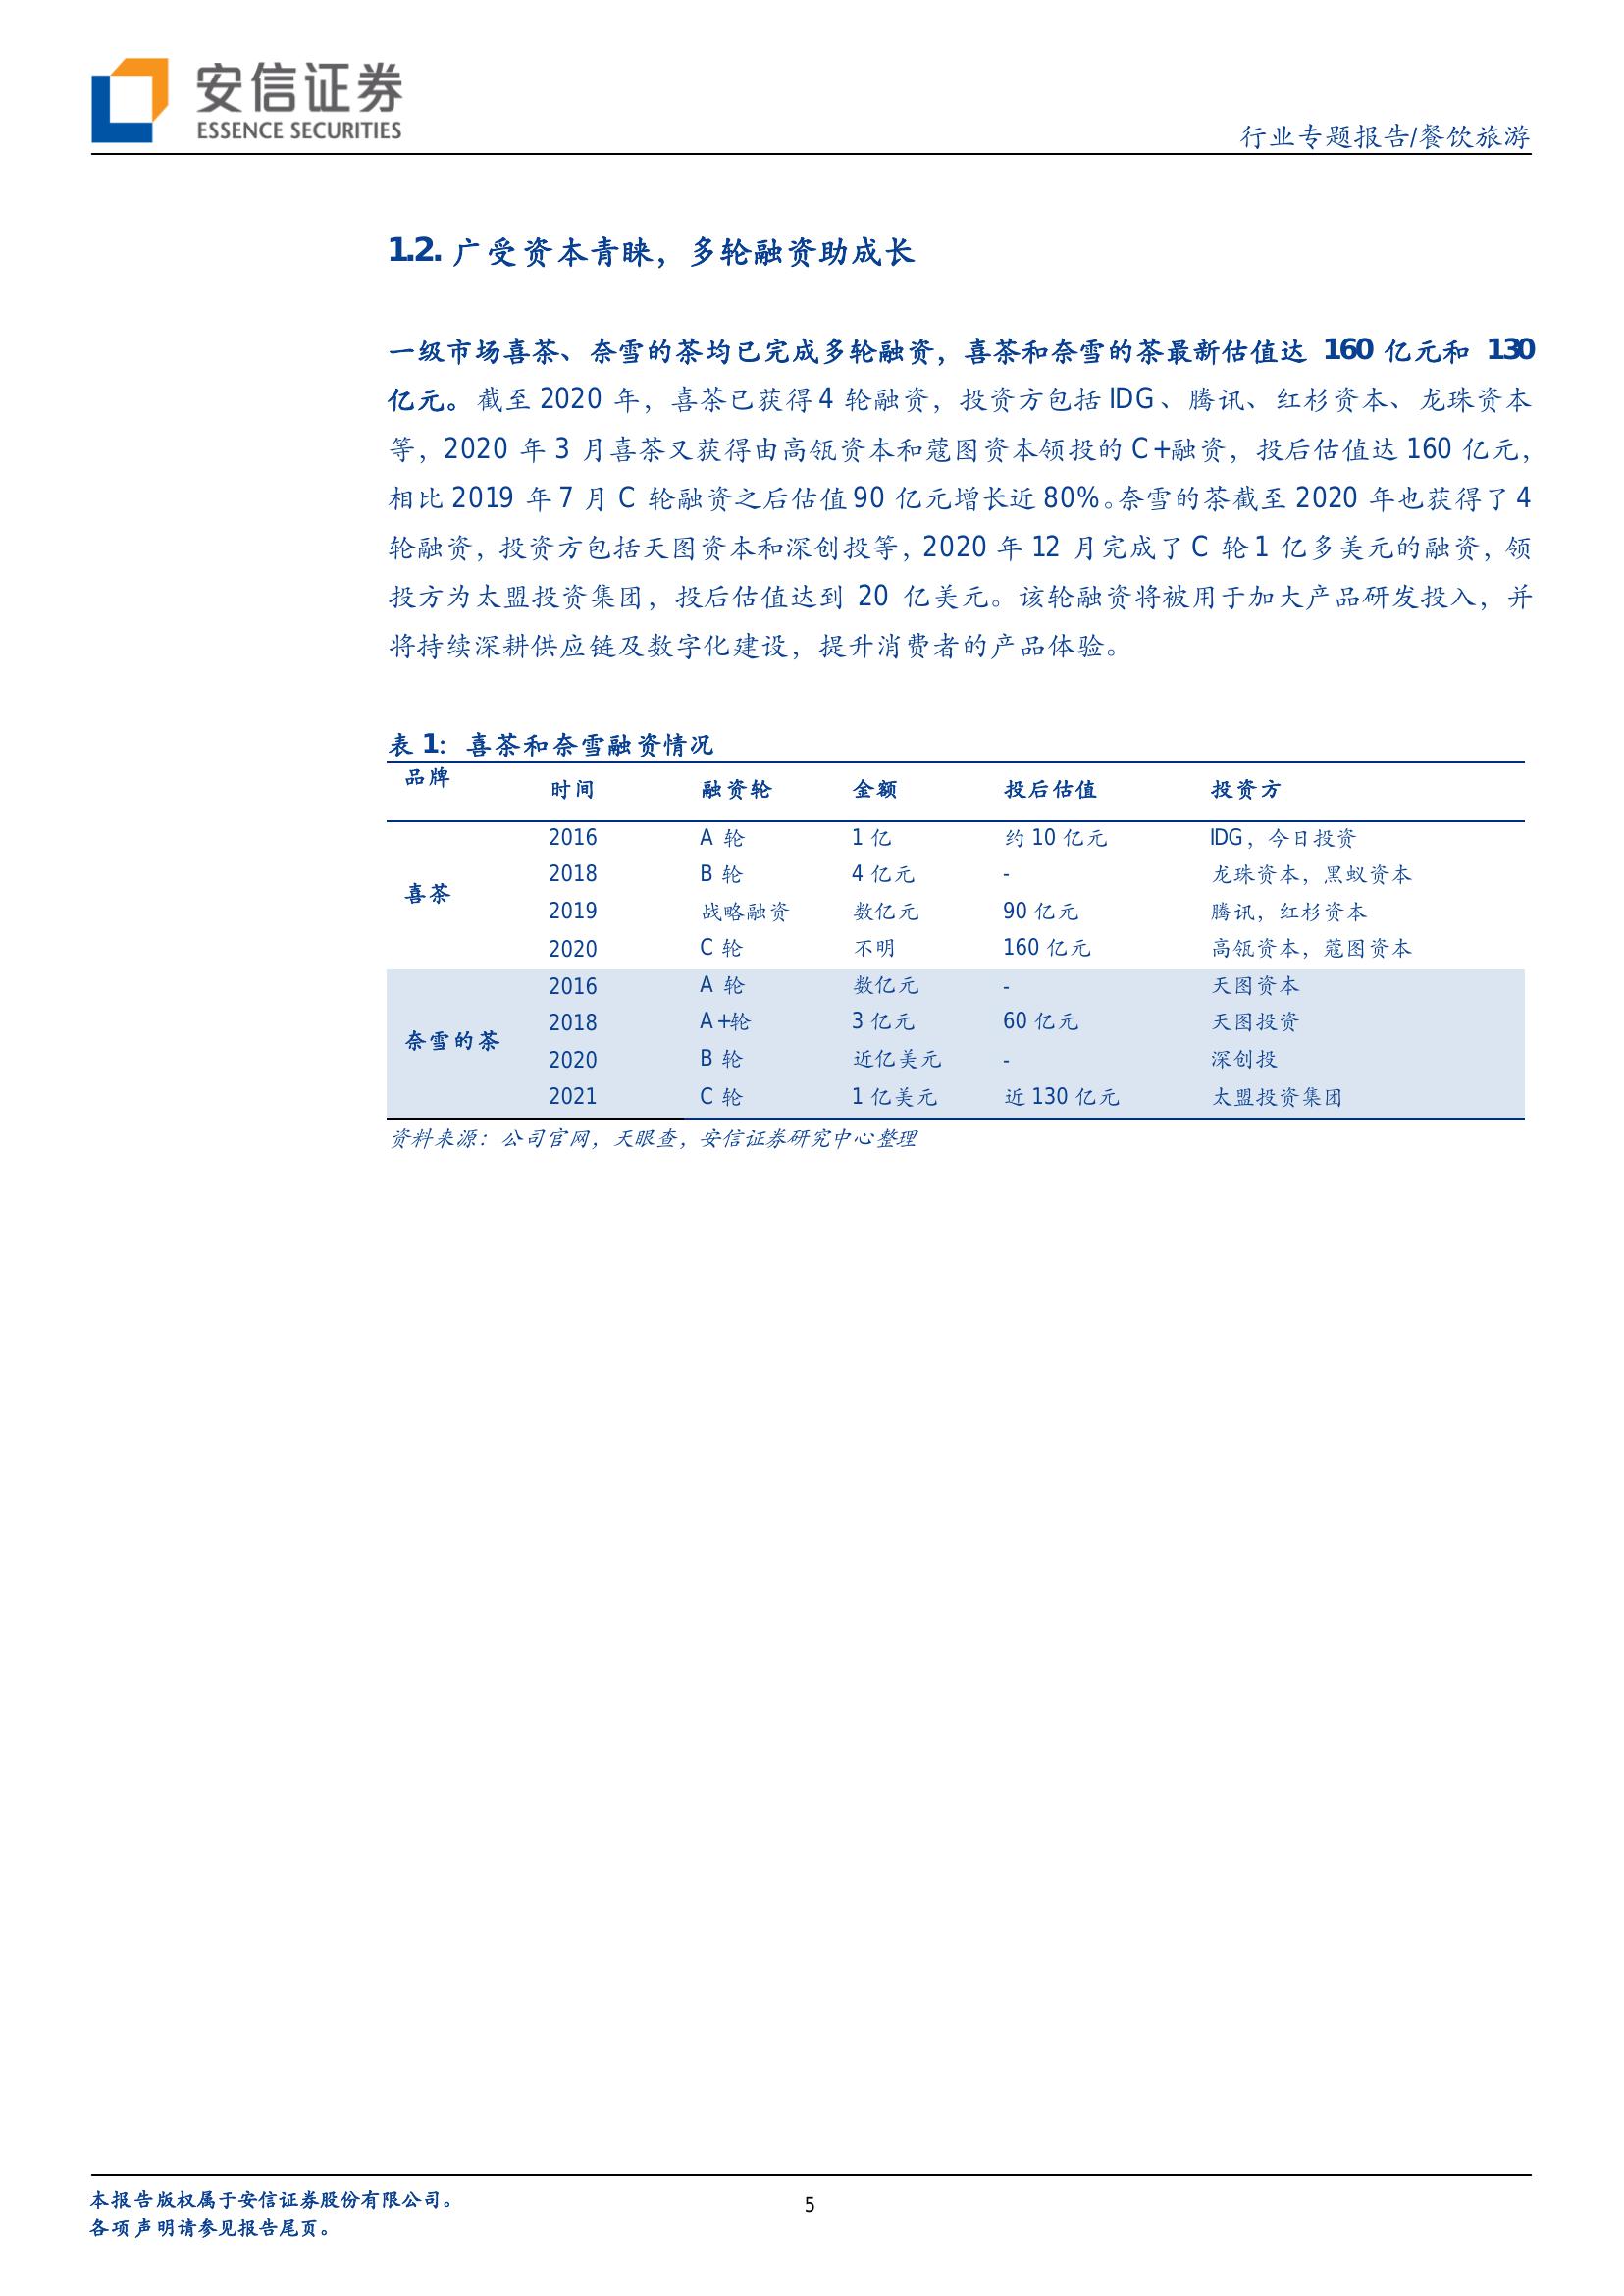 安信证券
ESSENCE SECURITIES
行业专题报告/餐饮旅游
1.2. 广受资本青睐，多轮融资助成长
一级市场喜茶、奈雪的茶均已完成多轮融资，喜茶和奈雪的茶最新估值达 160 亿元和 130
亿元。截至 2020 年，喜茶已获得 4 轮融资，投资方包括 IDG、腾讯、红杉资本、龙珠资本
等，2020 年 3 月喜茶又获得由高瓴资本和蔻图资本领投的 C+融资，投后估值达 160 亿元，
相比 2019 年 7 月 C 轮融资之后估值 90 亿元增长近 80%。奈雪的茶截至 2020 年也获得了 4
轮融资，投资方包括天图资本和深创投等，2020 年 12 月完成了 C 轮 1 亿多美元的融资，领
投方为太盟投资集团，投后估值达到 20 亿美元。该轮融资将被用于加大产品研发投入，并
将持续深耕供应链及数字化建设，提升消费者的产品体验。
表 1：喜茶和奈雪融资情况
品牌 时间 融资轮 金额 投后估值 投资方
喜茶
2016 A 轮 1 亿 约 10 亿元 IDG，今日投资
2018 B 轮 4 亿元 - 龙珠资本，黑蚁资本
2019 战略融资 数亿元 90 亿元 腾讯，红杉资本
2020 C 轮 不明 160 亿元 高瓴资本，蔻图资本
奈雪的茶
2016 A 轮 数亿元 - 天图资本
2018 A+轮 3 亿元 60 亿元 天图投资
2020 B 轮 近亿美元 - 深创投
2021 C 轮 1 亿美元 近 130 亿元 太盟投资集团
资料来源：公司官网，天眼查，安信证券研究中心整理
本报告版权属于安信证券股份有限公司。
各项声明请参见报告尾页。
5